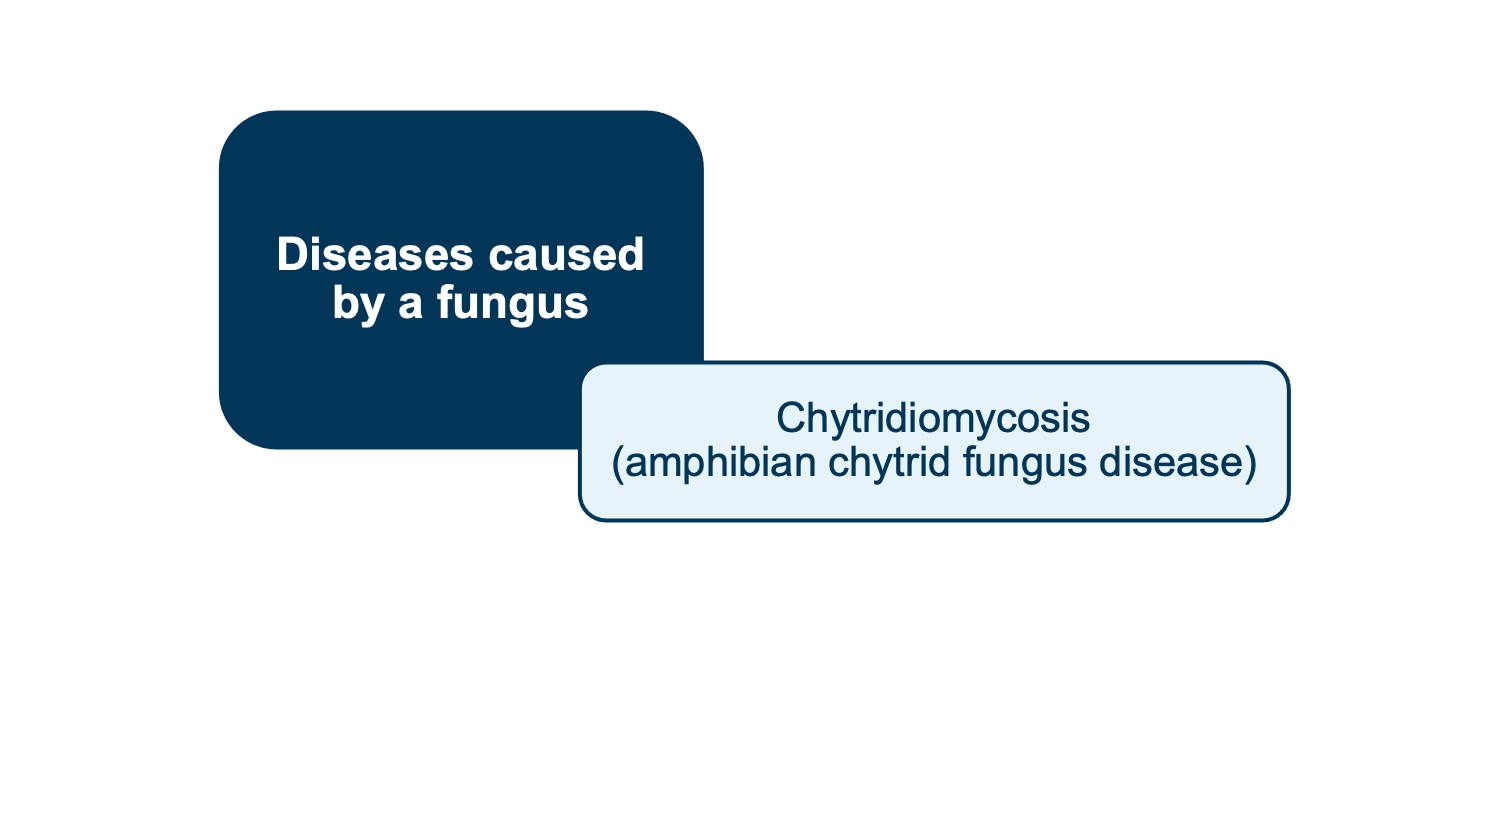 Diseases caused
by a fungus
Chytridiomycosis
(amphibian chytrid fungus disease)